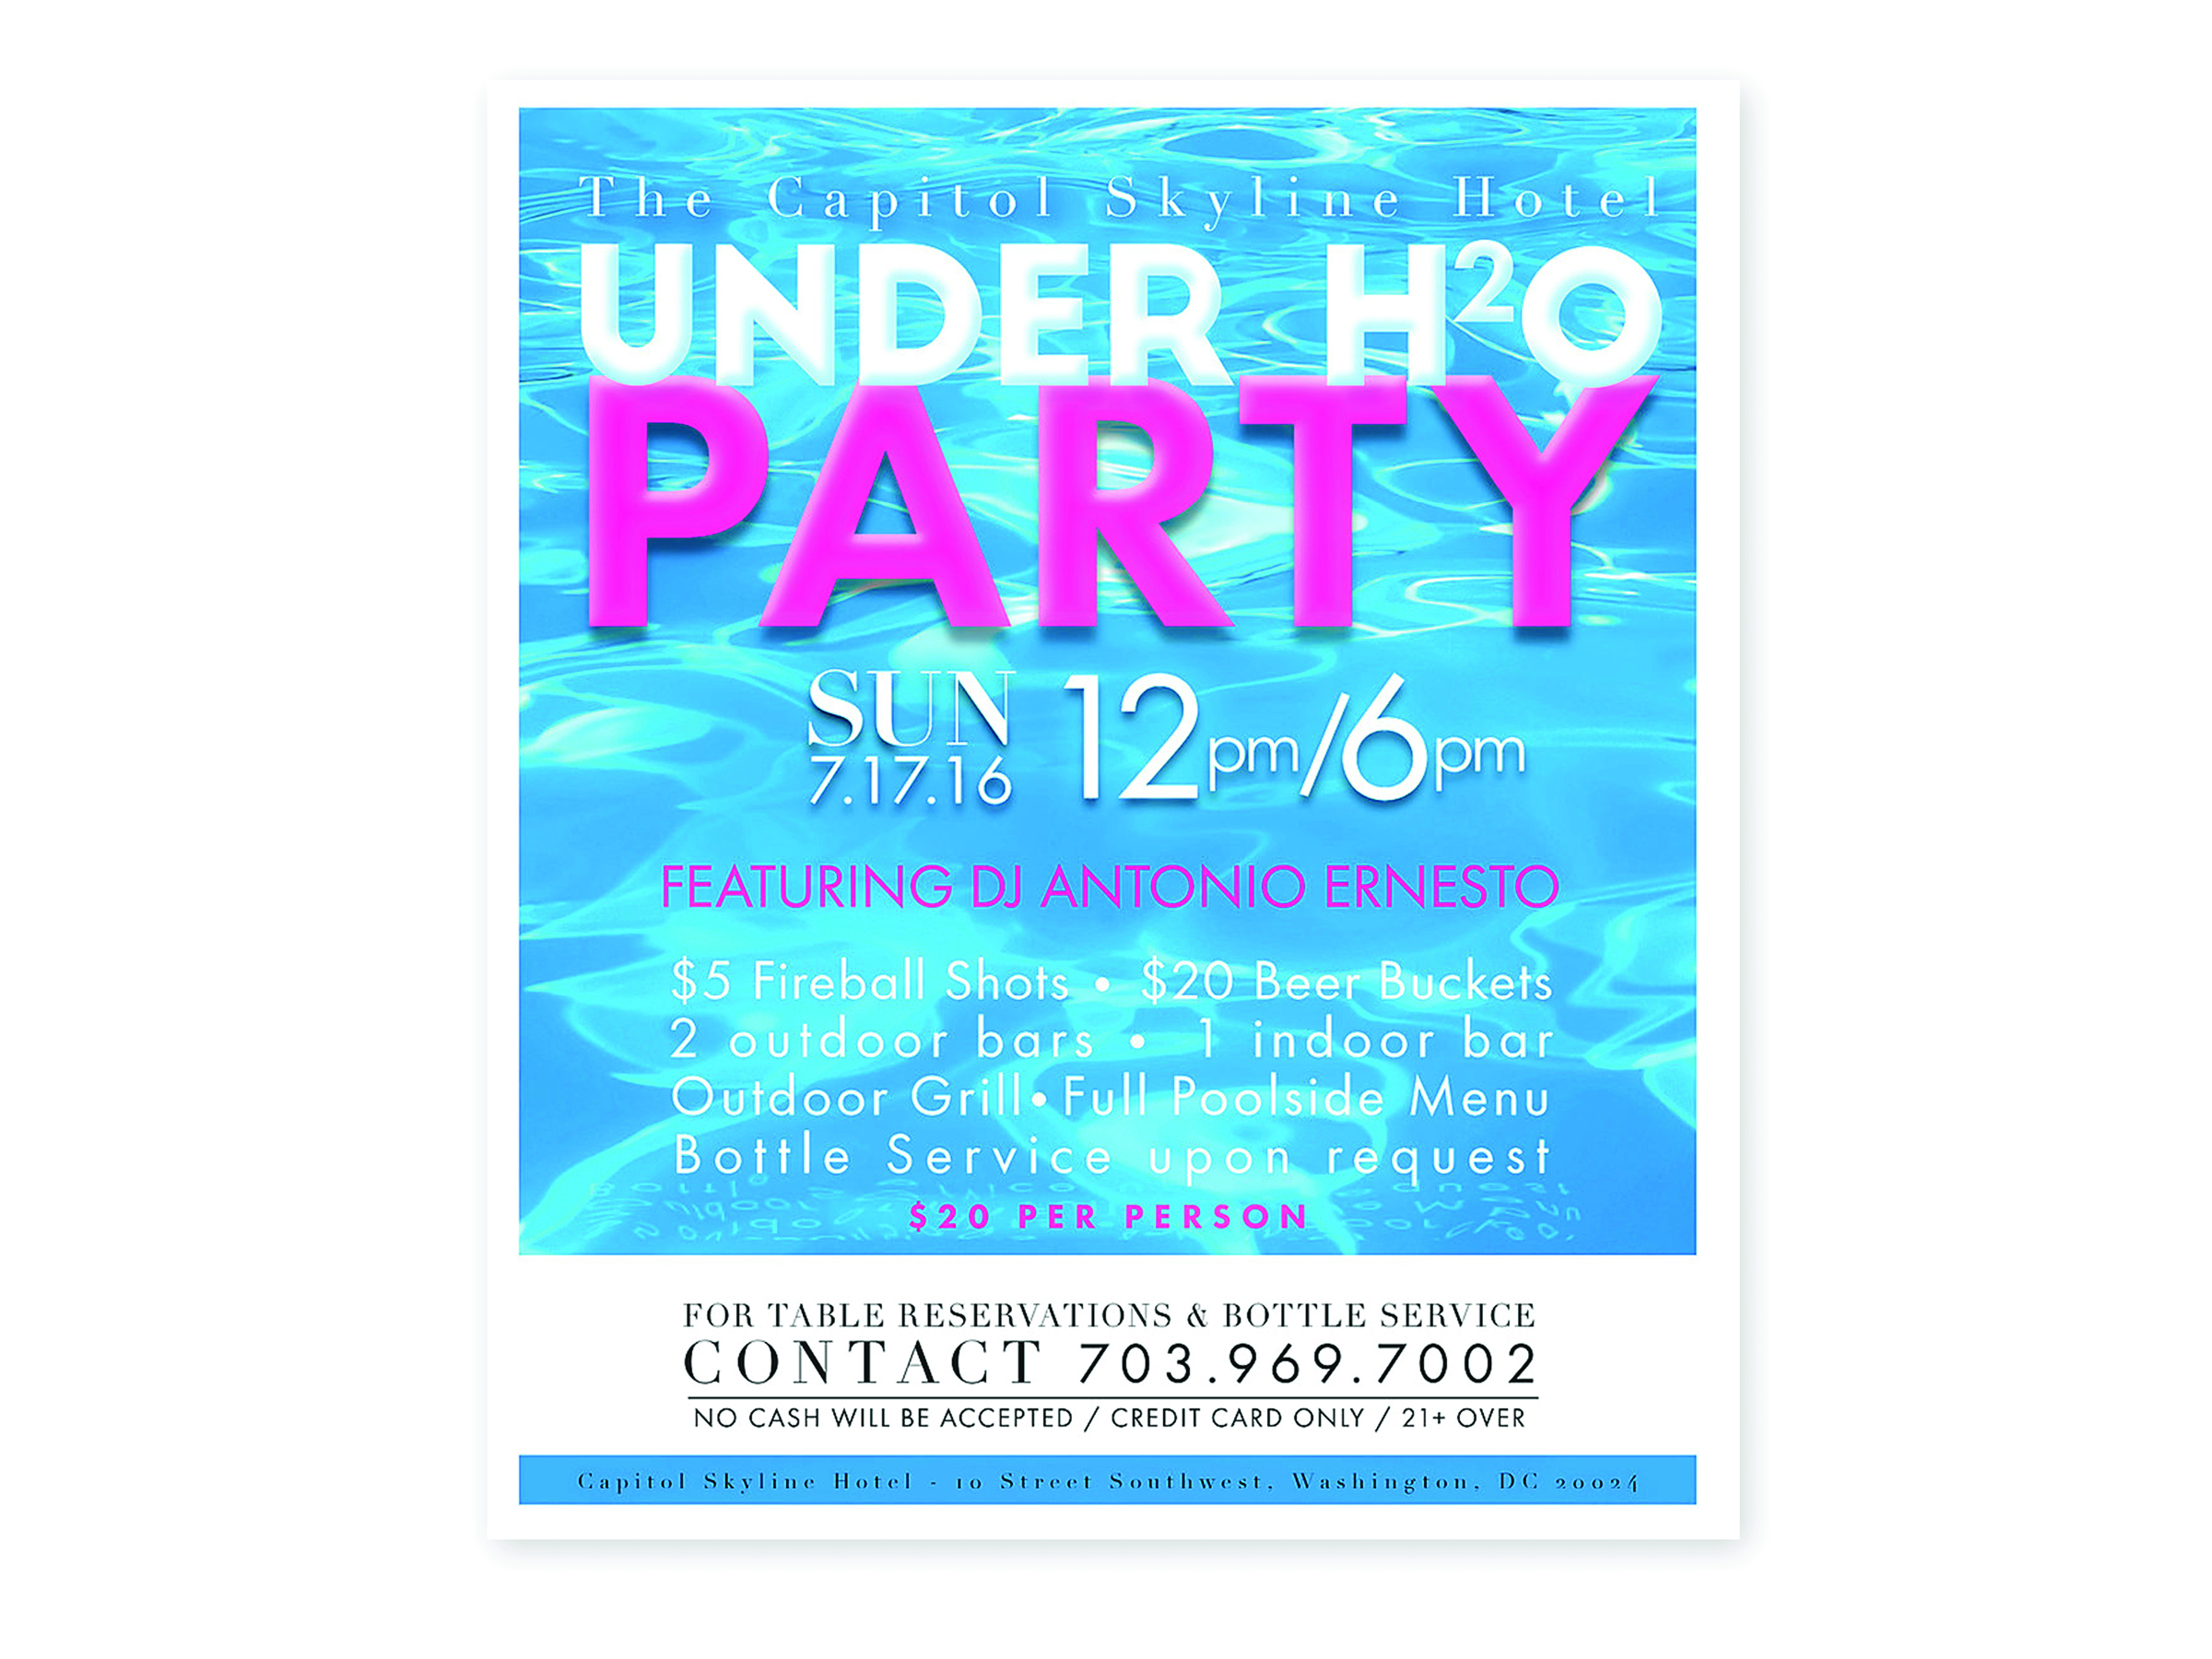 The Capitol Skyline Hotel
UNDER H²O
PARTY
SUN 12pm/6pm
7.17.16
FEATURING DJ ANTONIO ERNESTO
$5 Fireball Shots • $20 Beer Buckets
2 outdoor bars • 1 indoor bar
Outdoor Grill•Full Poolside Menu
Bottle Service upon request
$20 PER PERSON
FOR TABLE RESERVATIONS & BOTTLE SERVICE
CONTACT 703.969.7002
NO CASH WILL BE ACCEPTED / CREDIT CARD ONLY / 21+ OVER
Capitol Skyline Hotel - 10 Street Southwest, Washington, DC 20024